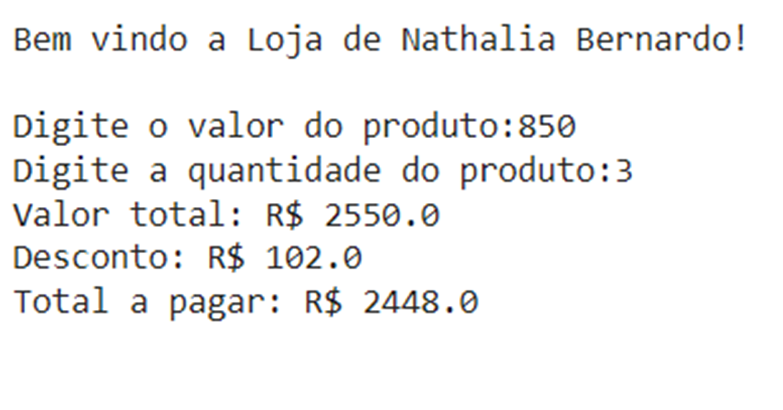 Bem vindo a Loja de Nathalia Bernardo!
Digite o valor do produto:850
Digite a quantidade do produto:3
Valor total: R$ 2550.0
Desconto: R$ 102.0
Total a pagar: R$ 2448.0